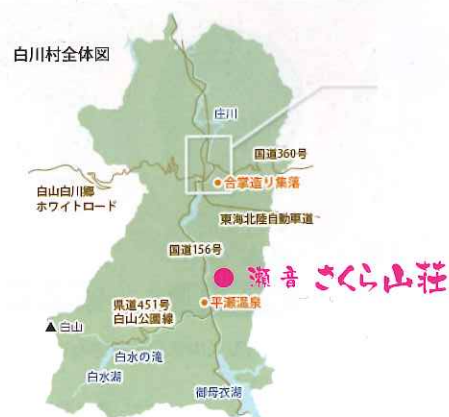 白川村全体図
庄川
国道360号
合掌造り集落
白山白川郷
ホワイトロード
東海北陸自動車道
国道156号
瀬音 さくら山荘
県道451号
白山公園線
平瀬温泉
白山
白水の滝
白水湖
御母衣湖